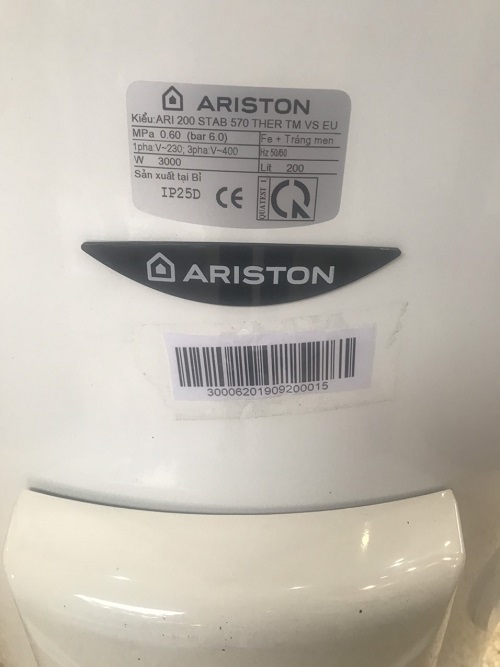 ARISTON
Kiểu:ARI 200 STAB 570 THER TM VS EU
MPa 0.60 (bar 6.0) Fe + Tráng men
1pha:V~230; 3pha:V~400 Hz 50/60
W 3000 Lít 200
Sản xuất tại Bỉ
IP25D CE QUATEST 1
ARISTON
30006201909200015